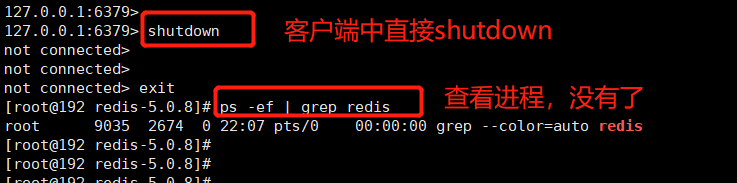 127.0.0.1:6379>
127.0.0.1:6379> shutdown 客户端中直接shutdown
not connected>
not connected>
not connected> exit
[root@192 redis-5.0.8]# ps -ef | grep redis 查看进程，没有了
root 9035 2674 0 22:07 pts/0 00:00:00 grep --color=auto redis
[root@192 redis-5.0.8]#
[root@192 redis-5.0.8]#
[root@192 redis-5.0.8]#